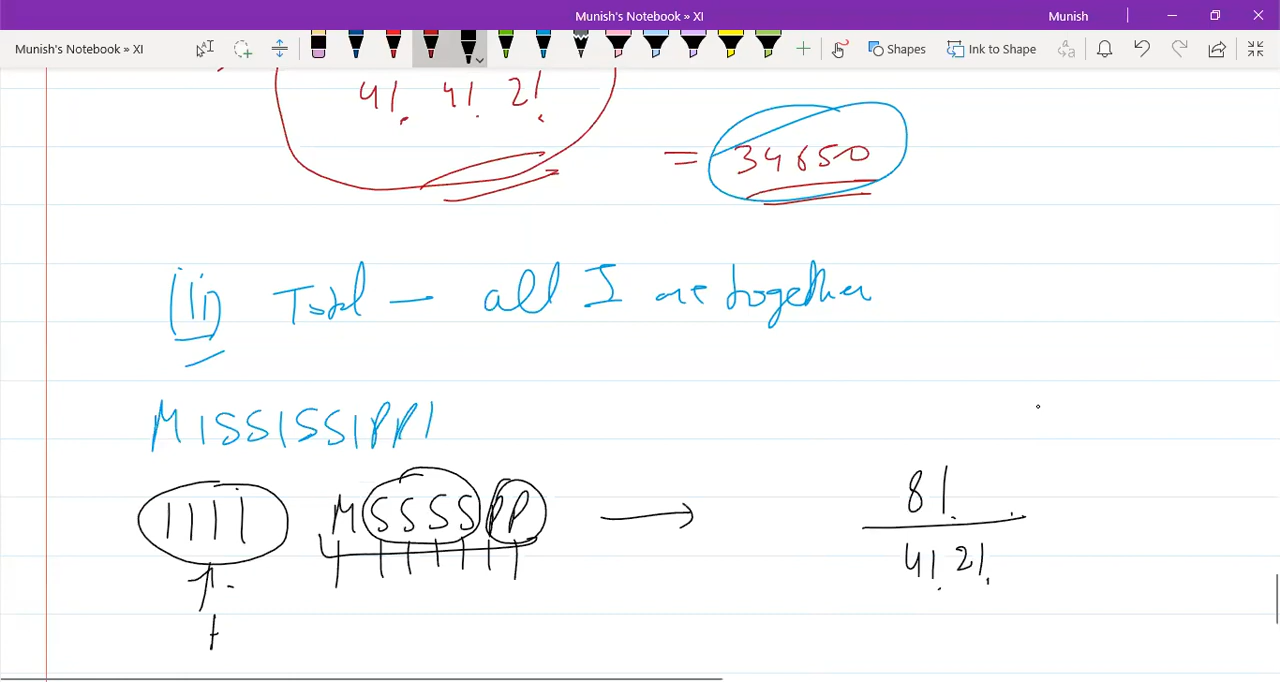 Munish's Notebook » XI
Munish
Munish's Notebook » XI
Shapes
Ink to Shape
4! 4! 2!
= 34650
(ii) Total — all I are together
MISSISSIPPI
IIII MSSSSPP → 8!
4! 2!